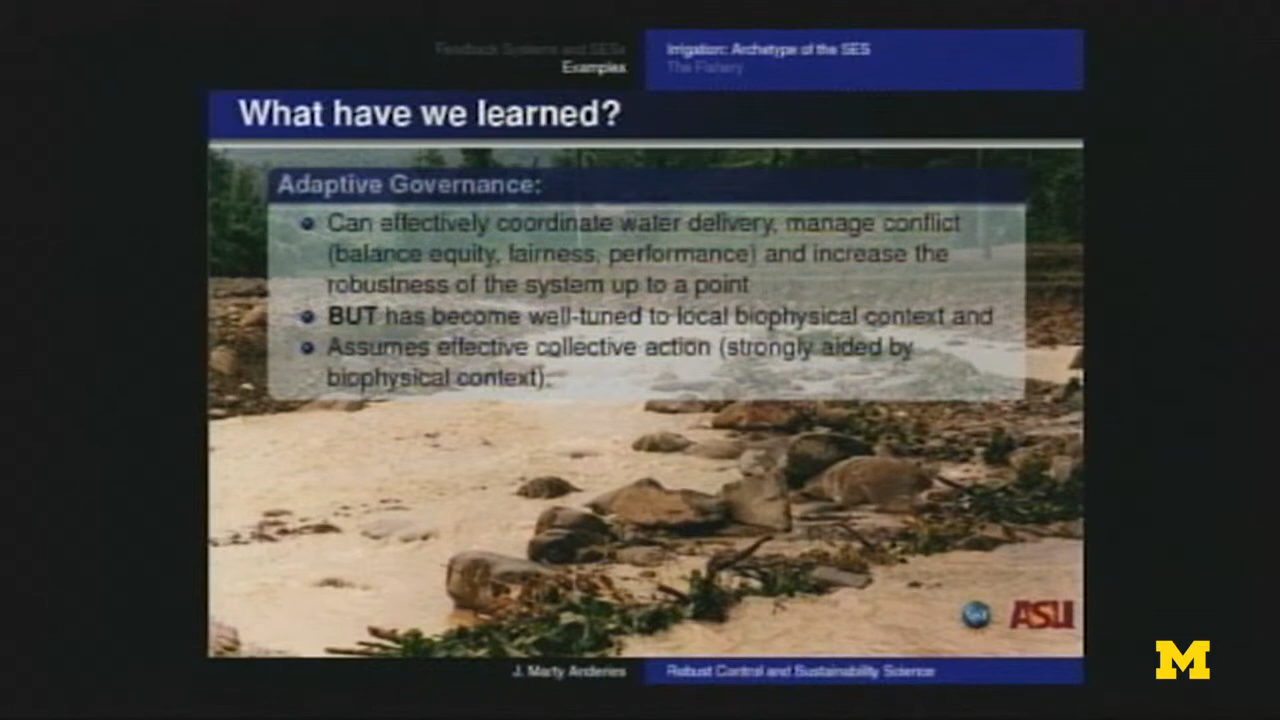 Feedback Systems and SESs
Examples
Irrigation: Archetype of the SES
The Fishery
What have we learned?
Adaptive Governance:
Can effectively coordinate water delivery, manage conflict
(balance equity, fairness, performance) and increase the
robustness of the system up to a point
BUT has become well-tuned to local biophysical context and
Assumes effective collective action (strongly aided by
biophysical context).
ASU
J. Marty Anderies
Robust Control and Sustainability Science
M